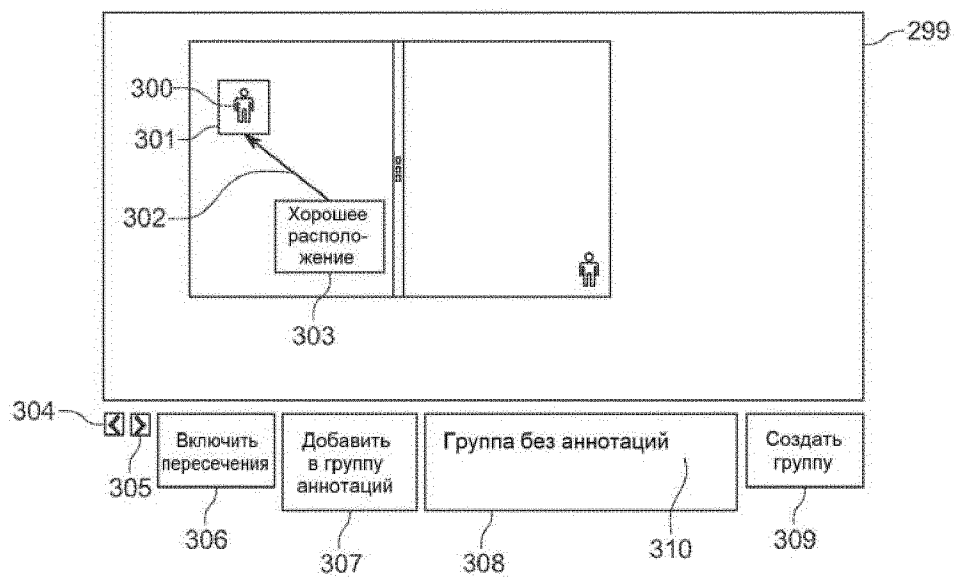 299
300
301
302
Хорошее
располо-
жение
303
304
305
Включить
пересечения
Добавить
в группу
аннотаций
Группа без аннотаций
Создать
группу
306
307
308
310
309